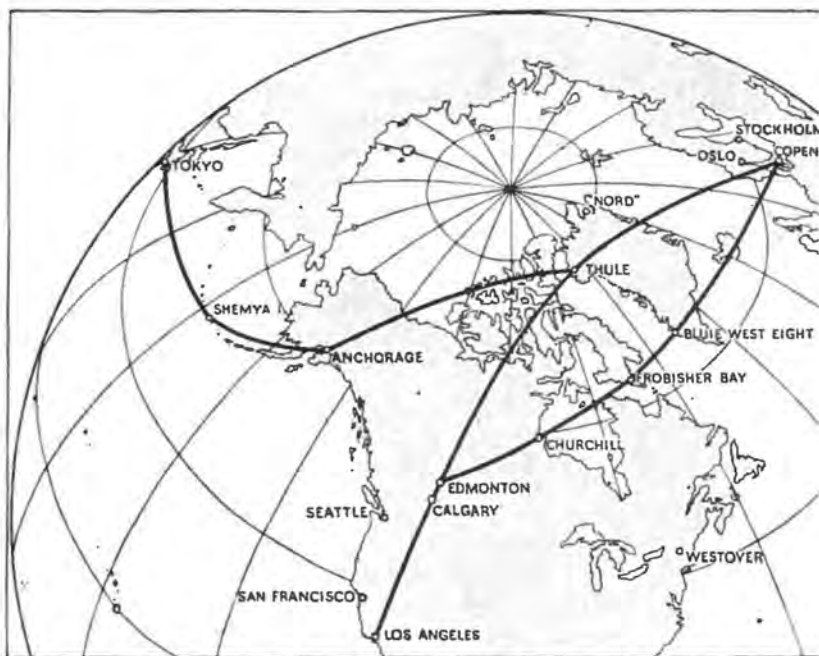 STOCKHOLM
OSLO
COPEN
TOKYO
"NORD"
THULE
SHEMYA
BLUIE WEST EIGHT
ANCHORAGE
FROBISHER BAY
CHURCHILL
EDMONTON
CALGARY
SEATTLE
WESTOVER
SAN FRANCISCO
LOS ANGELES